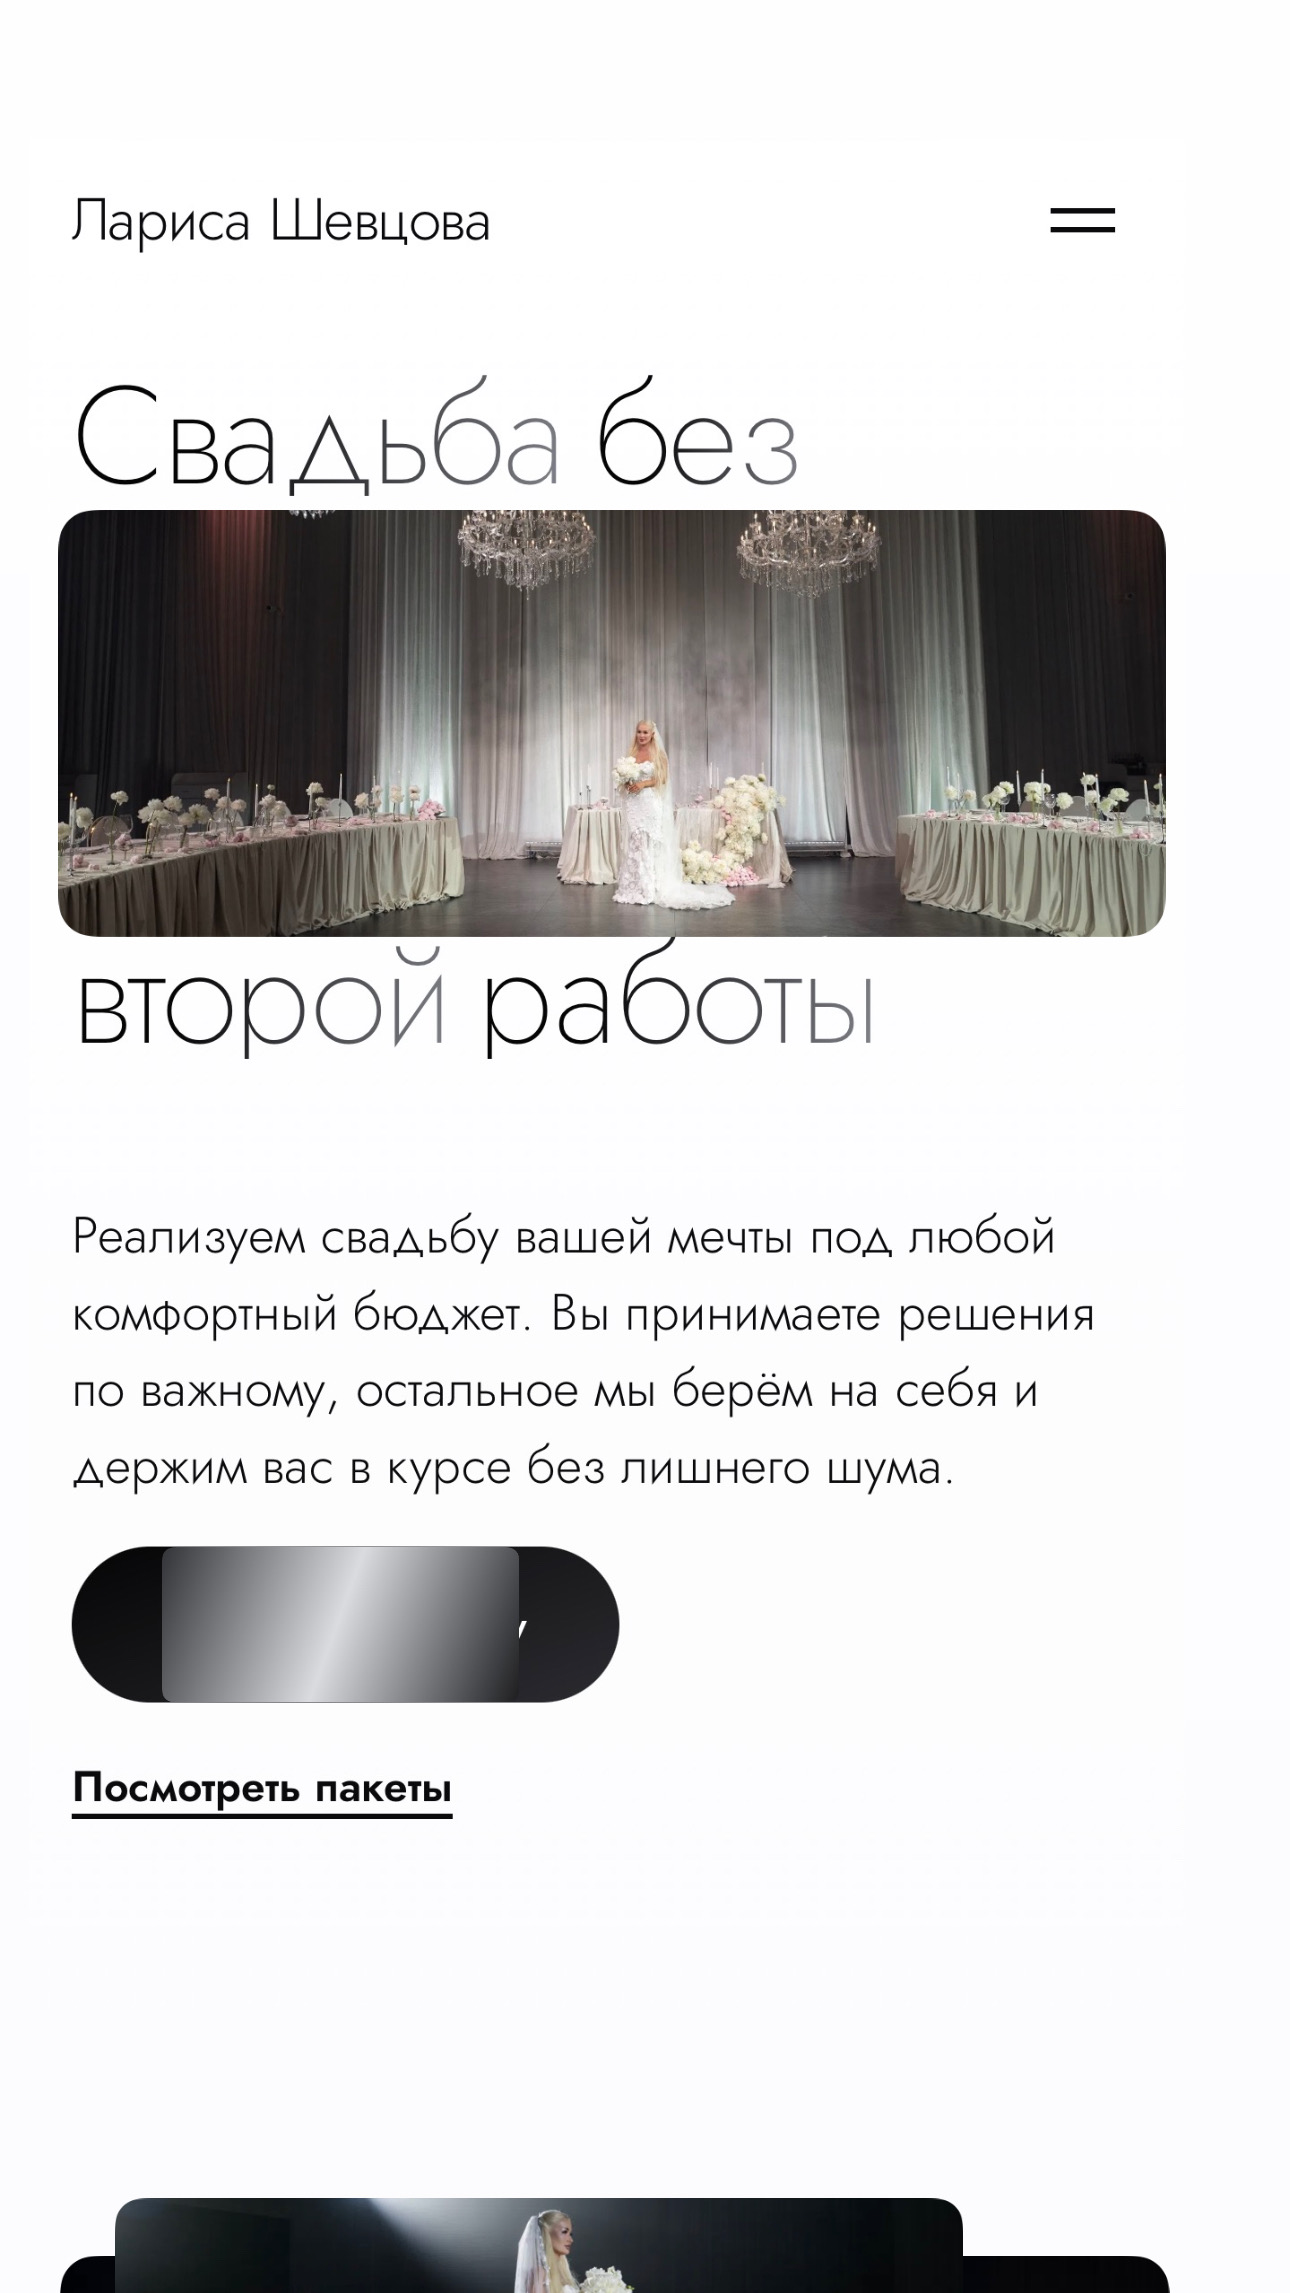 Лариса Шевцова
Свадьба без
второй работы
Реализуем свадьбу вашей мечты под любой
комфортный бюджет. Вы принимаете решения
по важному, остальное мы берём на себя и
держим вас в курсе без лишнего шума.
Посмотреть пакеты